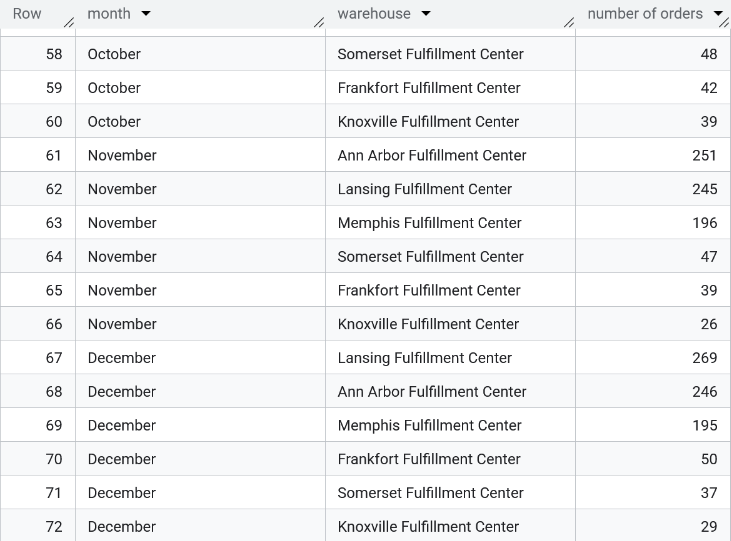 Row month warehouse number of orders
58 October Somerset Fulfillment Center 48
59 October Frankfort Fulfillment Center 42
60 October Knoxville Fulfillment Center 39
61 November Ann Arbor Fulfillment Center 251
62 November Lansing Fulfillment Center 245
63 November Memphis Fulfillment Center 196
64 November Somerset Fulfillment Center 47
65 November Frankfort Fulfillment Center 39
66 November Knoxville Fulfillment Center 26
67 December Lansing Fulfillment Center 269
68 December Ann Arbor Fulfillment Center 246
69 December Memphis Fulfillment Center 195
70 December Frankfort Fulfillment Center 50
71 December Somerset Fulfillment Center 37
72 December Knoxville Fulfillment Center 29